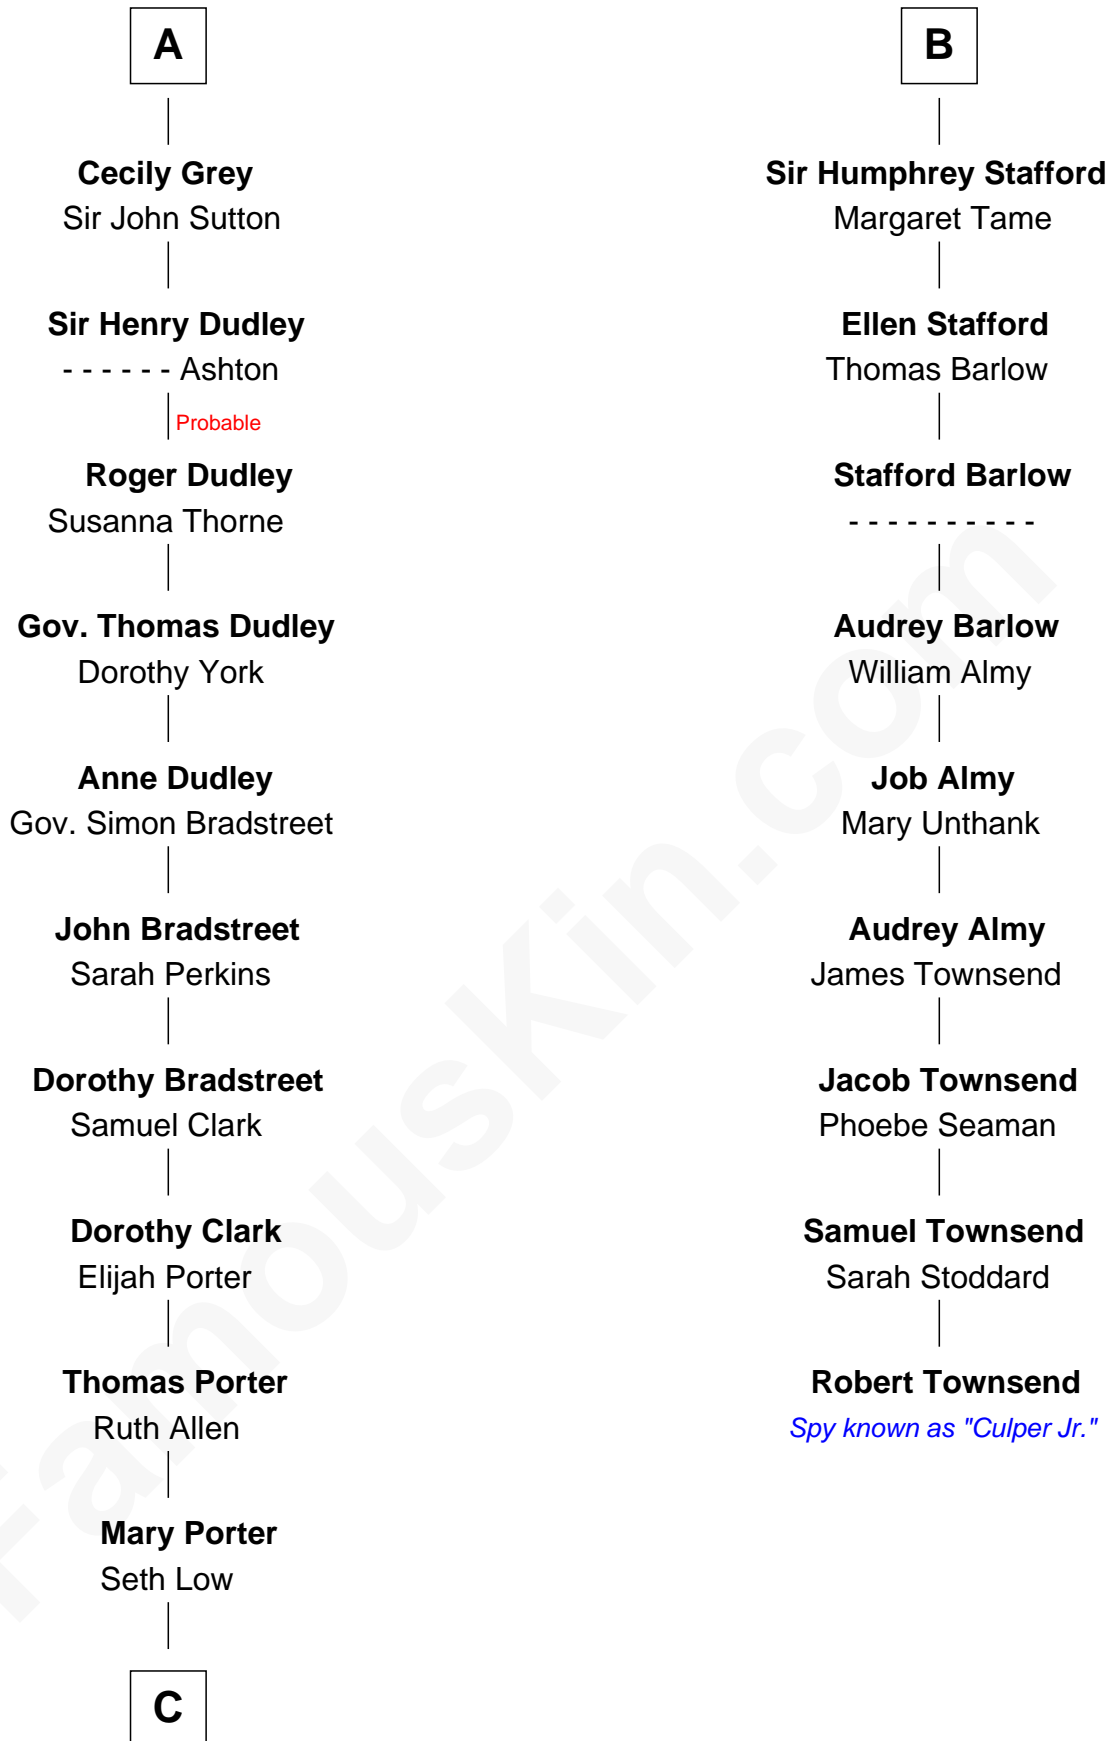 A
Cecily Grey
Sir John Sutton
Sir Henry Dudley
- - - - - - Ashton
Probable
Roger Dudley
Susanna Thorne
Gov. Thomas Dudley
Dorothy York
Anne Dudley
Gov. Simon Bradstreet
John Bradstreet
Sarah Perkins
Dorothy Bradstreet
Samuel Clark
Dorothy Clark
Elijah Porter
Thomas Porter
Ruth Allen
Mary Porter
Seth Low
C
B
Sir Humphrey Stafford
Margaret Tame
Ellen Stafford
Thomas Barlow
Stafford Barlow
- - - - - - - - - -
Audrey Barlow
William Almy
Job Almy
Mary Unthank
Audrey Almy
James Townsend
Jacob Townsend
Phoebe Seaman
Samuel Townsend
Sarah Stoddard
Robert Townsend
Spy known as "Culper Jr."
FamousKin.com